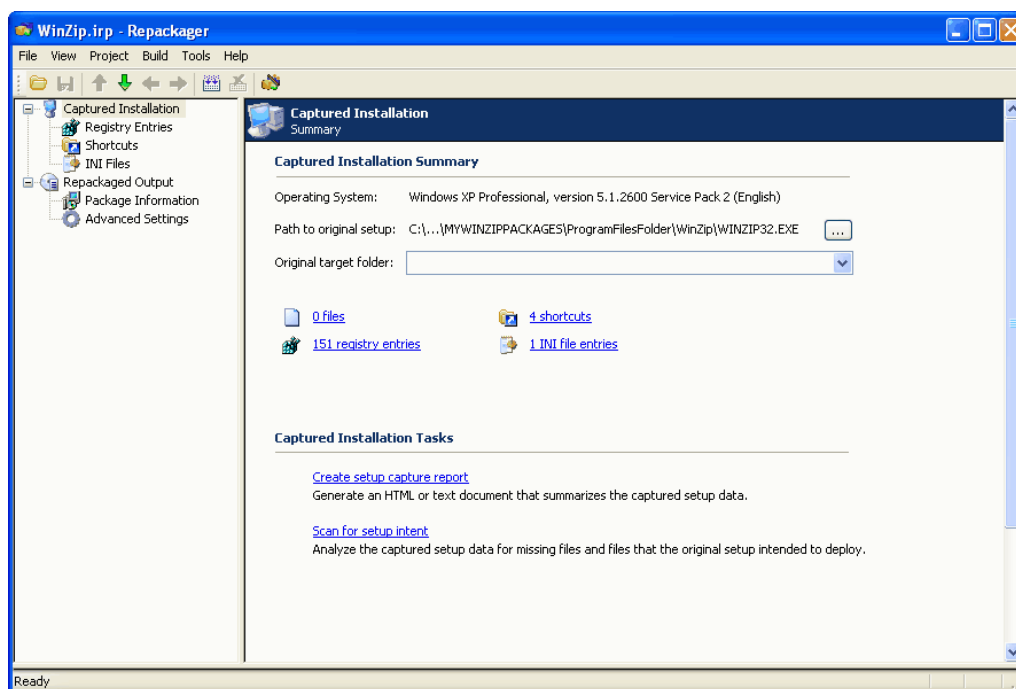 WinZip.irp - Repackager
File View Project Build Tools Help
Captured Installation
Registry Entries
Shortcuts
INI Files
Repackaged Output
Package Information
Advanced Settings
Captured Installation
Summary
Captured Installation Summary
Operating System: Windows XP Professional, version 5.1.2600 Service Pack 2 (English)
Path to original setup: C:\...\MYWINZIPPACKAGES\ProgramFilesFolder\WinZip\WINZIP32.EXE ...
Original target folder:
0 files 4 shortcuts
151 registry entries 1 INI file entries
Captured Installation Tasks
Create setup capture report
Generate an HTML or text document that summarizes the captured setup data.
Scan for setup intent
Analyze the captured setup data for missing files and files that the original setup intended to deploy.
Ready